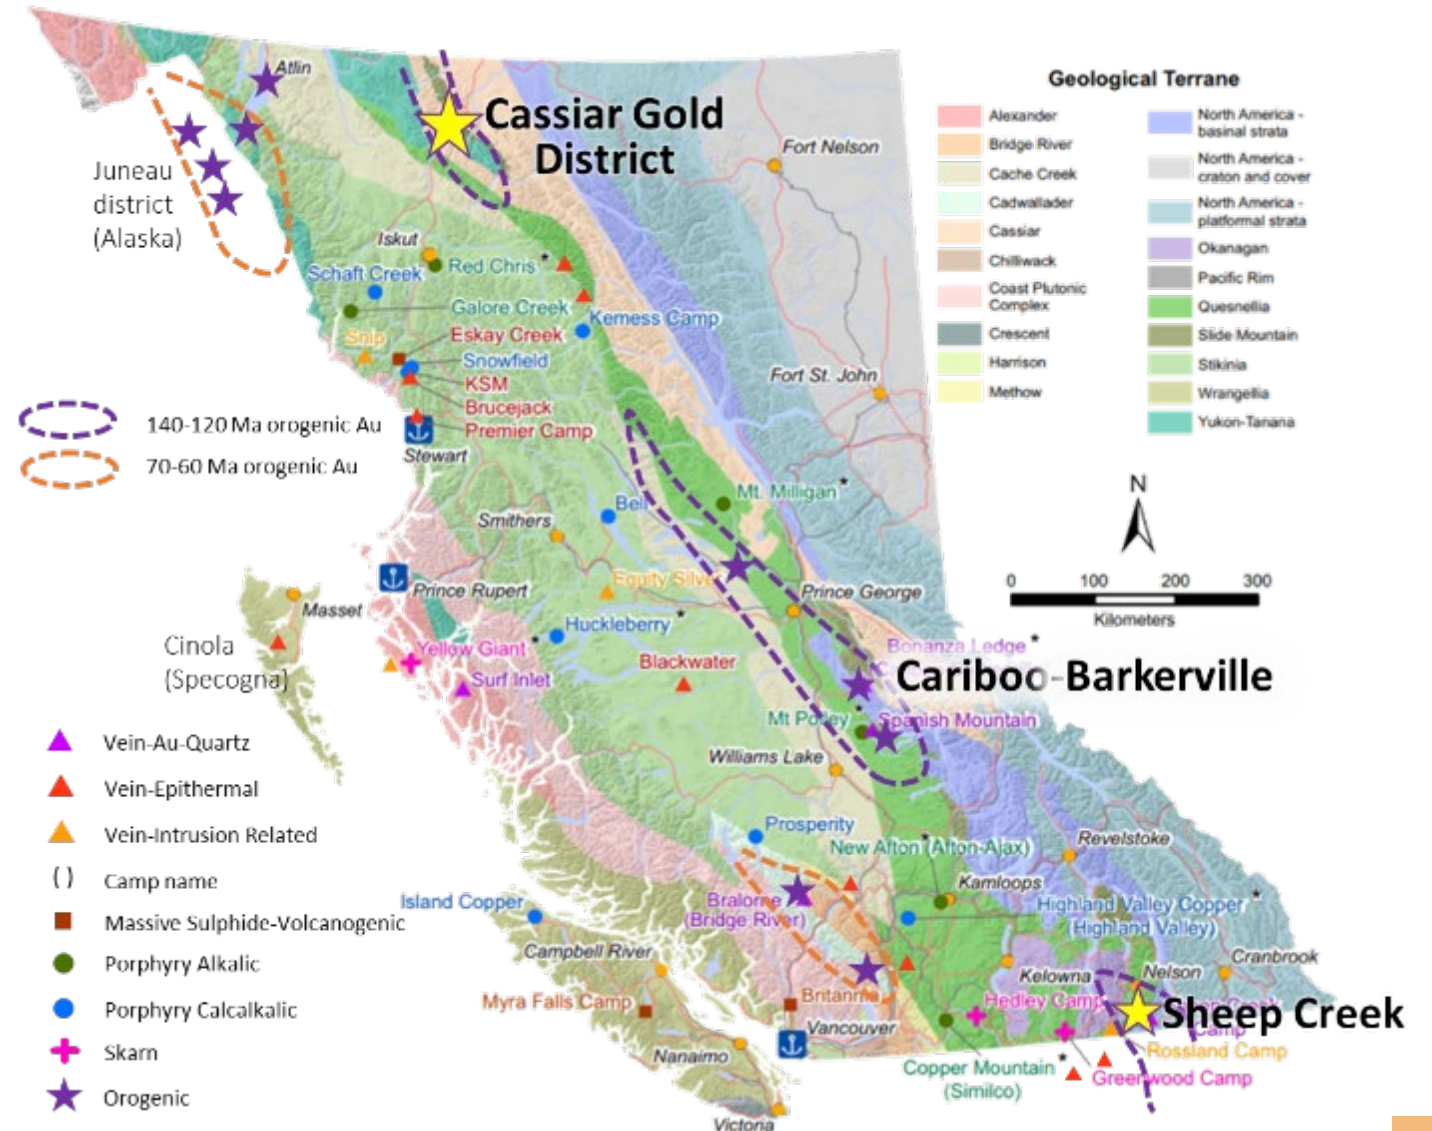 Geological Terrane
Alexander
Bridge River
Cache Creek
Cadwallader
Cassiar
Chilliwack
Coast Plutonic
Complex
Crescent
Harrison
Methow
North America -
basinal strata
North America -
craton and cover
North America -
platformal strata
Okanagan
Pacific Rim
Quesnellia
Slide Mountain
Stikinia
Wrangellia
Yukon-Tanana
N
0 100 200 300
Kilometers
Atlin
Cassiar Gold
District
Fort Nelson
Juneau
district
(Alaska)
Iskut
Red Chris *
Schaft Creek
Galore Creek
Kemess Camp
Snip
Eskay Creek
Snowfield
KSM
Brucejack
Premier Camp
Stewart
Fort St. John
140-120 Ma orogenic Au
70-60 Ma orogenic Au
Mt. Milligan *
Bell
Smithers
Equity Silver
Prince Rupert
Prince George
Masset
Huckleberry *
Cinola
(Specogna)
Yellow Giant *
Surf Inlet
Blackwater
Bonanza Ledge *
Cariboo-Barkerville
Mt Polley *
Spanish Mountain
Williams Lake
Prosperity
New Afton (Afton-Ajax) *
Revelstoke
Kamloops
Island Copper
Bralorne
(Bridge River)
Highland Valley Copper *
(Highland Valley)
Campbell River
Cranbrook
Kelowna
Nelson
Myra Falls Camp
Britannia
Hedley Camp
Sheep Creek
Camp
Vancouver
Nanaimo
Rossland Camp
Copper Mountain *
(Similco)
Greenwood Camp
Victoria
Vein-Au-Quartz
Vein-Epithermal
Vein-Intrusion Related
( ) Camp name
Massive Sulphide-Volcanogenic
Porphyry Alkalic
Porphyry Calcalkalic
Skarn
Orogenic